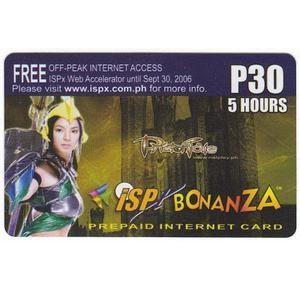 FREE OFF-PEAK INTERNET ACCESS
ISPx Web Accelerator until Sept 30, 2006
Please visit www.ispx.com.ph for more info.
P30
5 HOURS
iSPx BONANZA
PREPAID INTERNET CARD